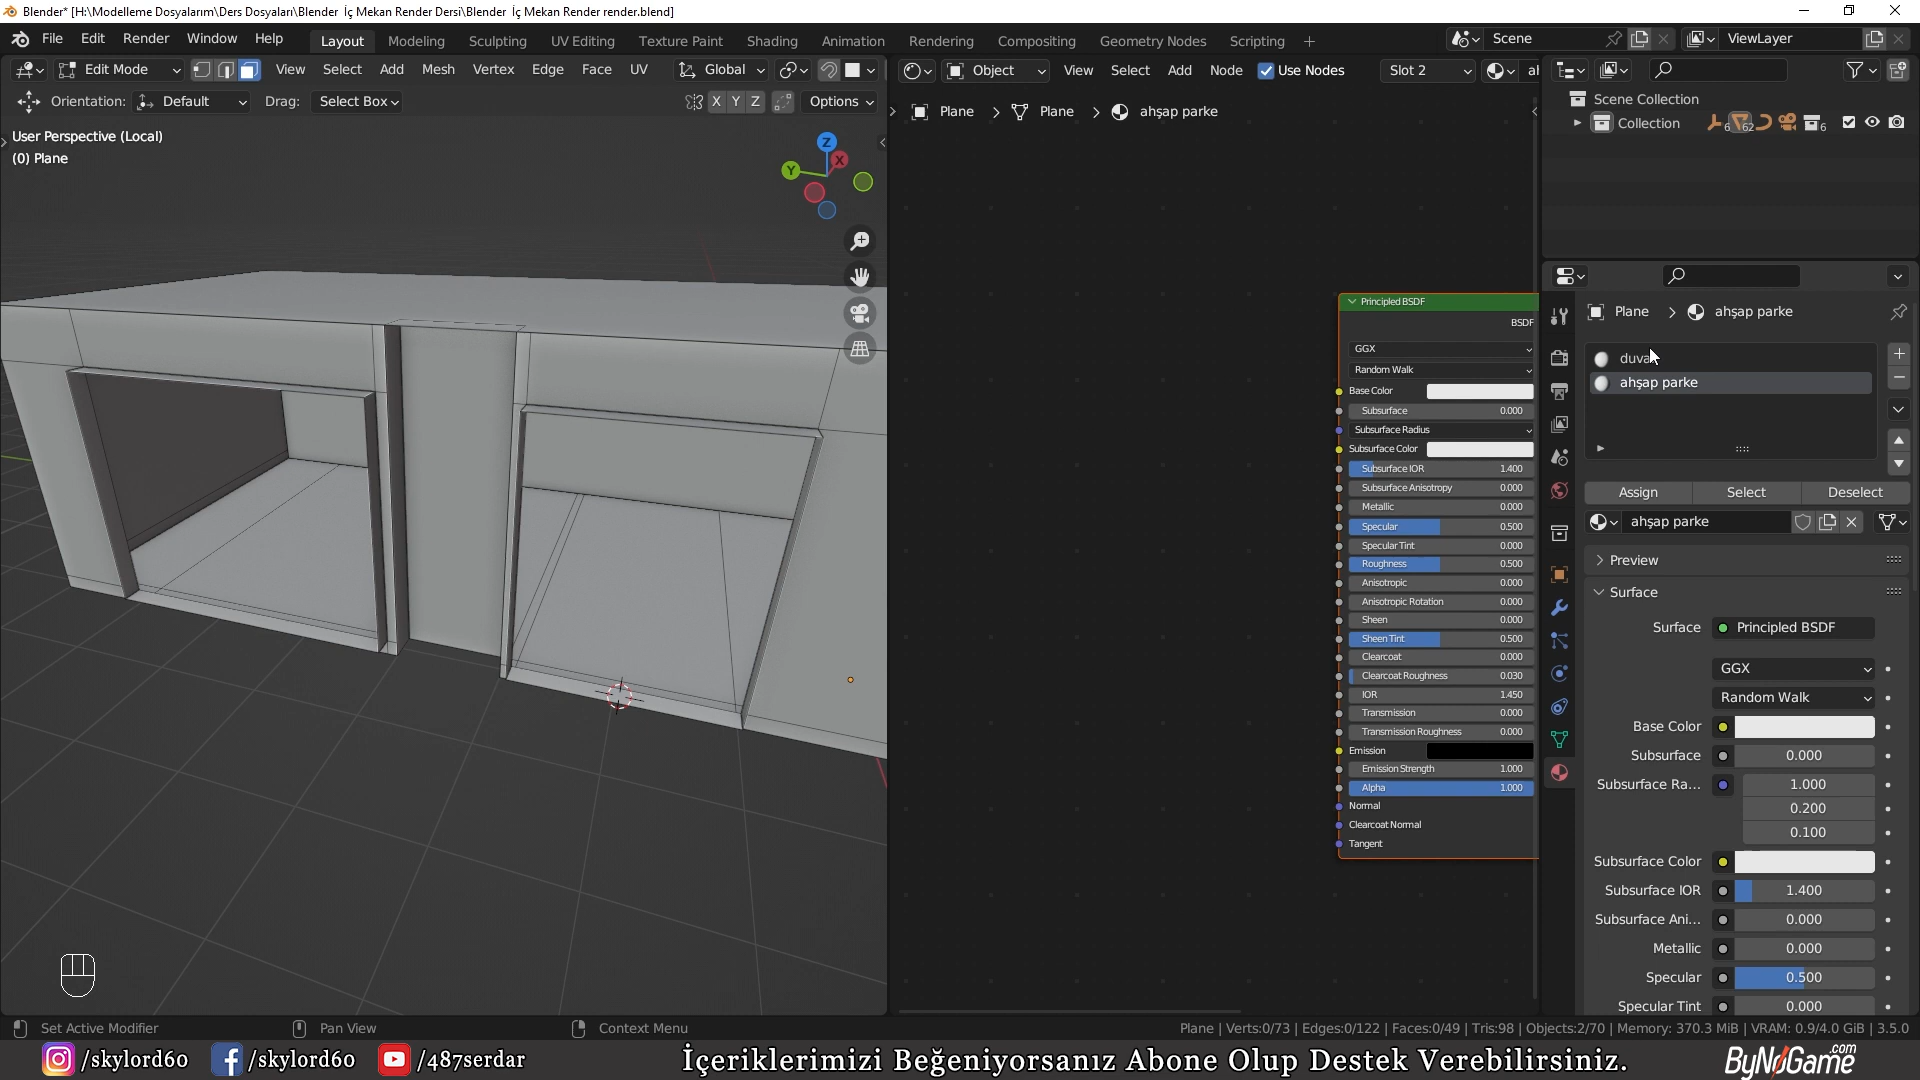 Blender* [H:\Modelleme Dosyalarım\Ders Dosyaları\Blender İç Mekan Render Dersi\Blender İç Mekan Render render.blend]
File Edit Render Window Help Layout Modeling Sculpting UV Editing Texture Paint Shading Animation Rendering Compositing Geometry Nodes Scripting + Scene ViewLayer
Edit Mode View Select Add Mesh Vertex Edge Face UV Global Object View Select Add Node Use Nodes Slot 2
Orientation: Default Drag: Select Box X Y Z Options
Plane > Plane > ahşap parke
Scene Collection
Collection 6 62 6
User Perspective (Local)
(0) Plane
Z
X
Y
Principled BSDF
BSDF
GGX
Random Walk
Base Color
Subsurface 0.000
Subsurface Radius
Subsurface Color
Subsurface IOR 1.400
Subsurface Anisotropy 0.000
Metallic 0.000
Specular 0.500
Specular Tint 0.000
Roughness 0.500
Anisotropic 0.000
Anisotropic Rotation 0.000
Sheen 0.000
Sheen Tint 0.500
Clearcoat 0.000
Clearcoat Roughness 0.030
IOR 1.450
Transmission 0.000
Transmission Roughness 0.000
Emission
Emission Strength 1.000
Alpha 1.000
Normal
Clearcoat Normal
Tangent
Plane > ahşap parke
ahşap parke
Assign Select Deselect
ahşap parke
Preview
Surface
Surface Principled BSDF
GGX
Random Walk
Base Color
Subsurface 0.000
Subsurface Ra... 1.000
0.200
0.100
Subsurface Color
Subsurface IOR 1.400
Subsurface Ani... 0.000
Metallic 0.000
Specular 0.500
Specular Tint 0.000
Set Active Modifier Pan View Context Menu Plane | Verts:0/73 | Edges:0/122 | Faces:0/49 | Tris:98 | Objects:2/70 | Memory: 370.3 MiB | VRAM: 0.9/4.0 GiB | 3.5.0
/skylord60 /skylord60 /487serdar İçeriklerimizi Beğeniyorsanız Abone Olup Destek Verebilirsiniz. ByNoGame.com